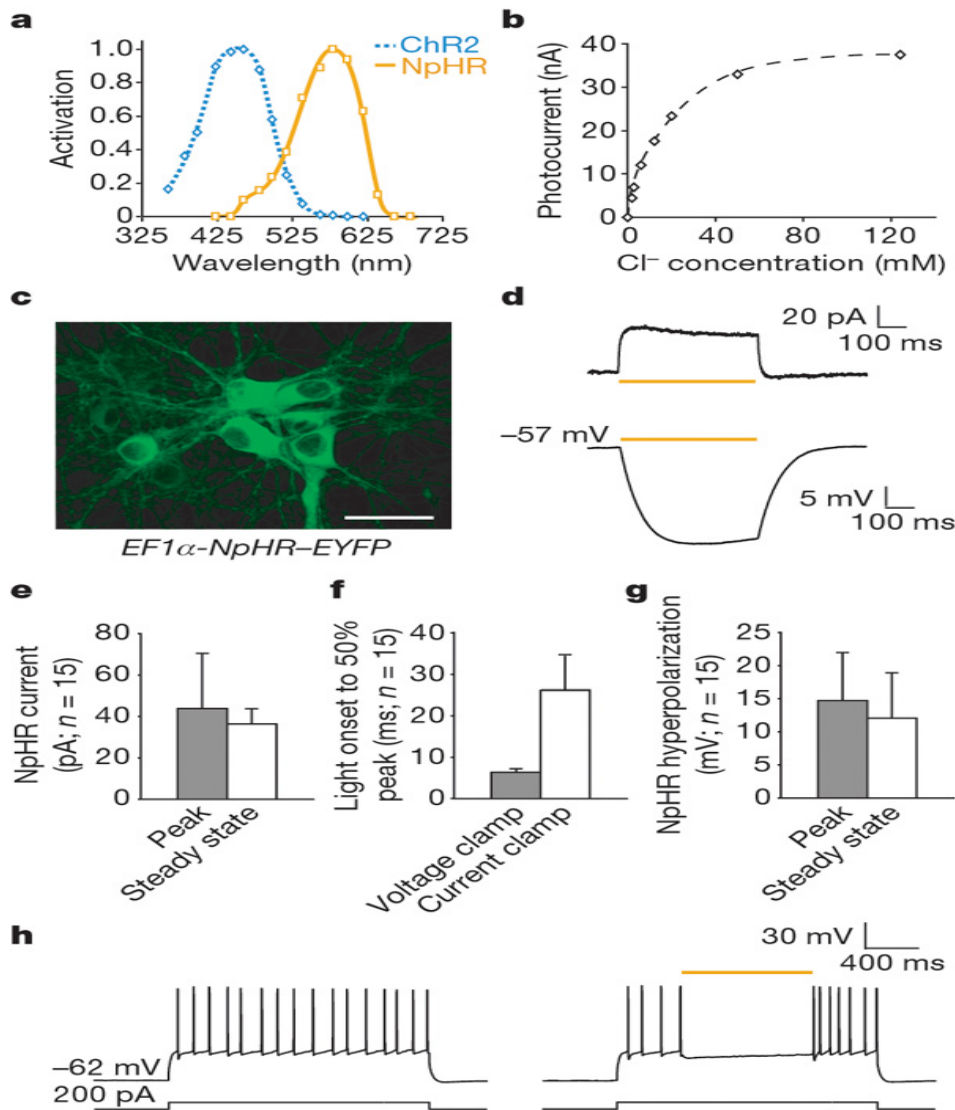 a
1.0
0.8
0.6
0.4
0.2
0
Activation
325 425 525 625 725
Wavelength (nm)
ChR2
NpHR
b
40
30
20
10
0
Photocurrent (nA)
0 40 80 120
Cl⁻ concentration (mM)
c
EF1α-NpHR–EYFP
d
20 pA
100 ms
–57 mV
5 mV
100 ms
e
80
60
40
20
0
NpHR current
(pA; n = 15)
Peak
Steady state
f
40
30
20
10
0
Light onset to 50%
peak (ms; n = 15)
Voltage clamp
Current clamp
g
25
20
15
10
5
0
NpHR hyperpolarization
(mV; n = 15)
Peak
Steady state
h
30 mV
400 ms
–62 mV
200 pA